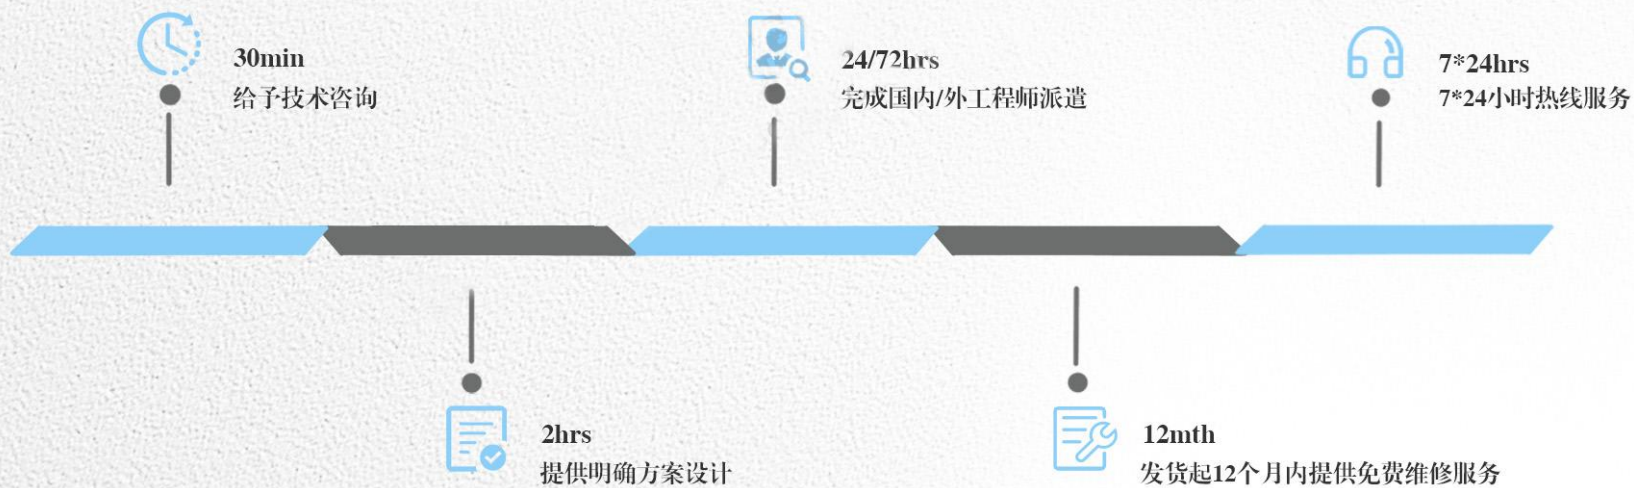 30min
给予技术咨询
24/72hrs
完成国内/外工程师派遣
7*24hrs
7*24小时热线服务
2hrs
提供明确方案设计
12mth
发货起12个月内提供免费维修服务